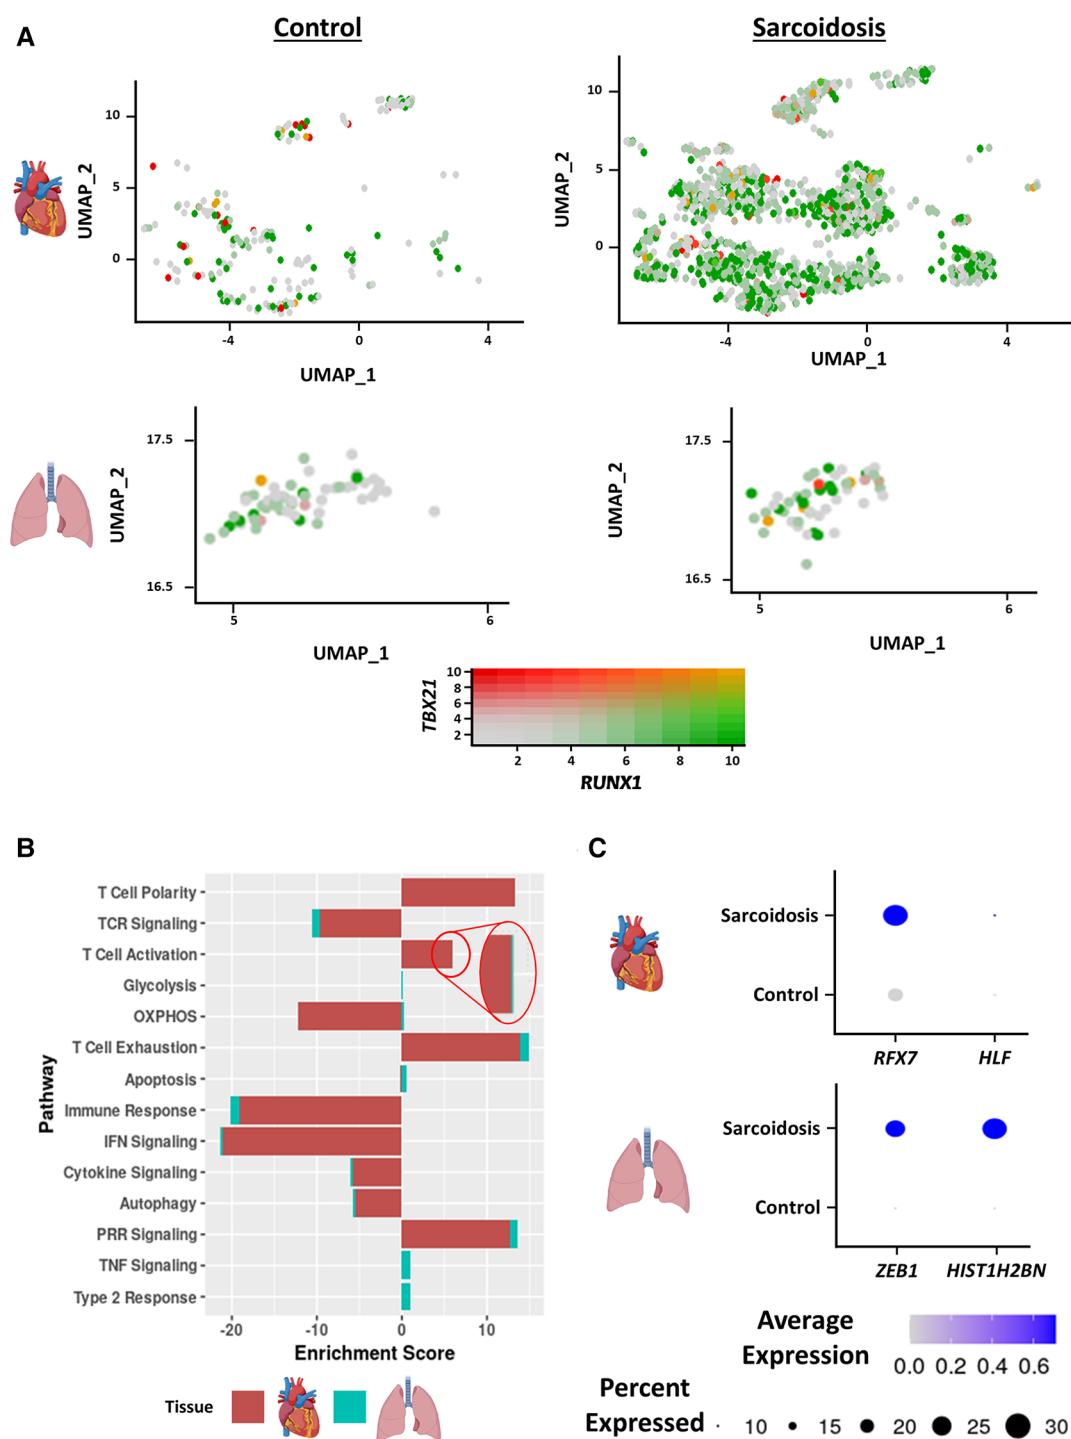 A
Control
Sarcoidosis
UMAP_2
10
5
0
-4
0
4
UMAP_1
UMAP_2
10
5
0
-4
0
4
UMAP_1
UMAP_2
17.5
16.5
5
6
UMAP_1
UMAP_2
17.5
16.5
5
6
UMAP_1
TBX21
10
8
6
4
2
2
4
6
8
10
RUNX1
B
Pathway
T Cell Polarity
TCR Signaling
T Cell Activation
Glycolysis
OXPHOS
T Cell Exhaustion
Apoptosis
Immune Response
IFN Signaling
Cytokine Signaling
Autophagy
PRR Signaling
TNF Signaling
Type 2 Response
-20
-10
0
10
Enrichment Score
Tissue
C
Sarcoidosis
Control
RFX7
HLF
Sarcoidosis
Control
ZEB1
HIST1H2BN
Average
Expression
0.0 0.2 0.4 0.6
Percent
Expressed
10 15 20 25 30